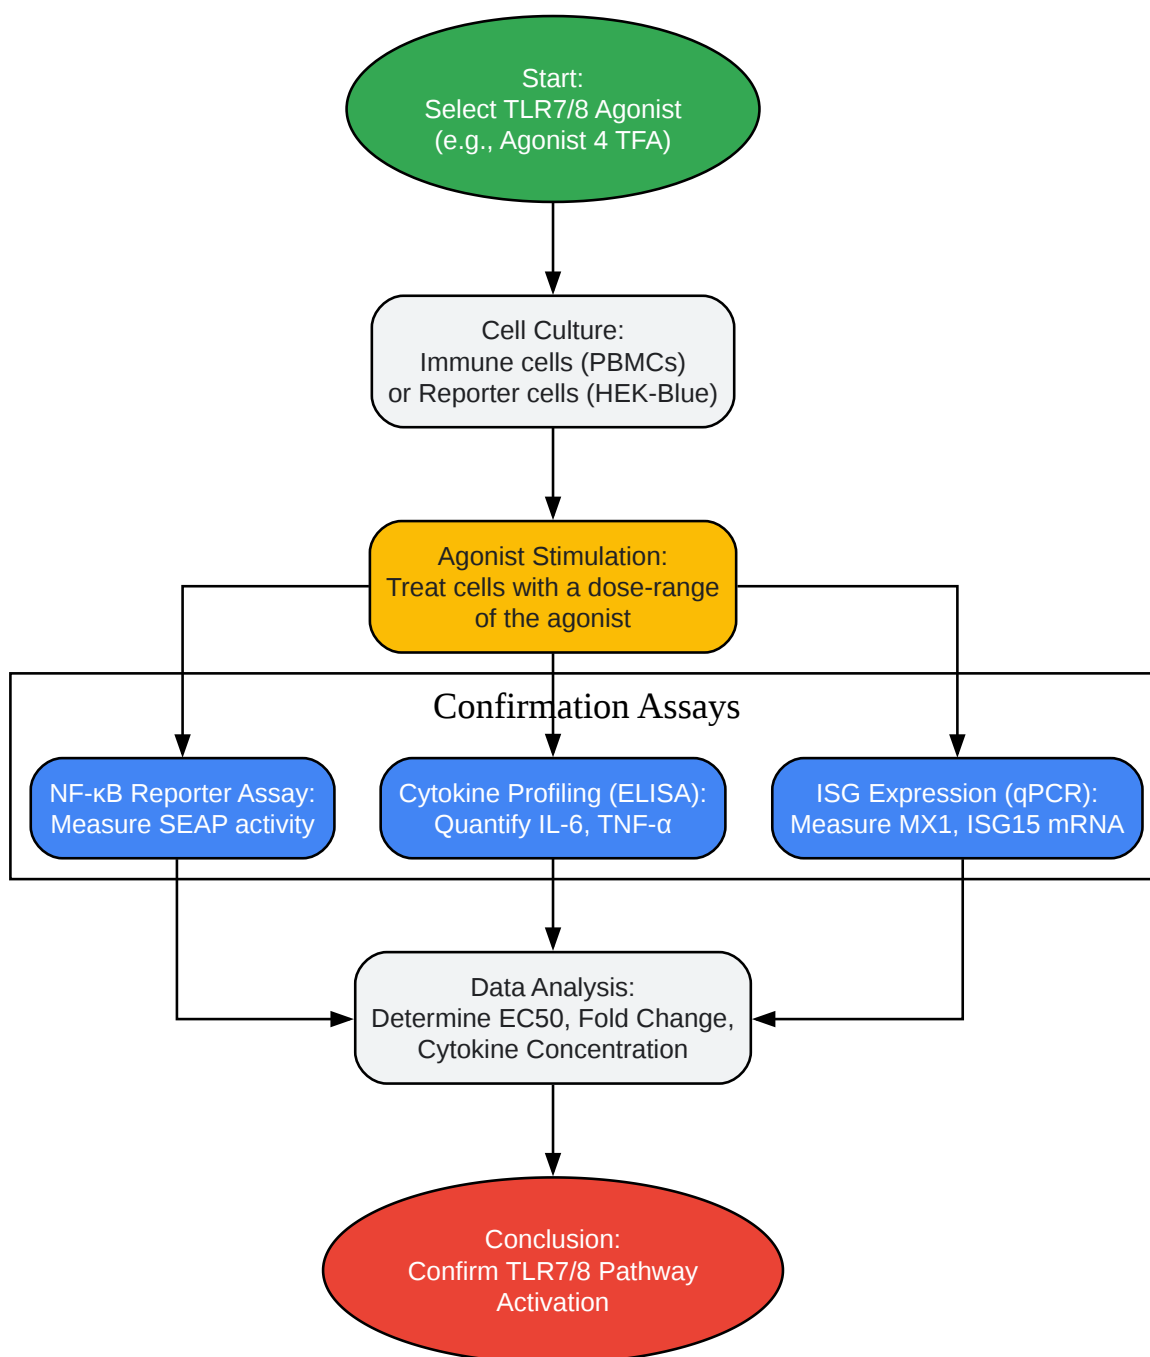 Start:
Select TLR7/8 Agonist
(e.g., Agonist 4 TFA)
Cell Culture:
Immune cells (PBMCs)
or Reporter cells (HEK-Blue)
Agonist Stimulation:
Treat cells with a dose-range
of the agonist
Confirmation Assays
NF-κB Reporter Assay:
Measure SEAP activity
Cytokine Profiling (ELISA):
Quantify IL-6, TNF-α
ISG Expression (qPCR):
Measure MX1, ISG15 mRNA
Data Analysis:
Determine EC50, Fold Change,
Cytokine Concentration
Conclusion:
Confirm TLR7/8 Pathway
Activation